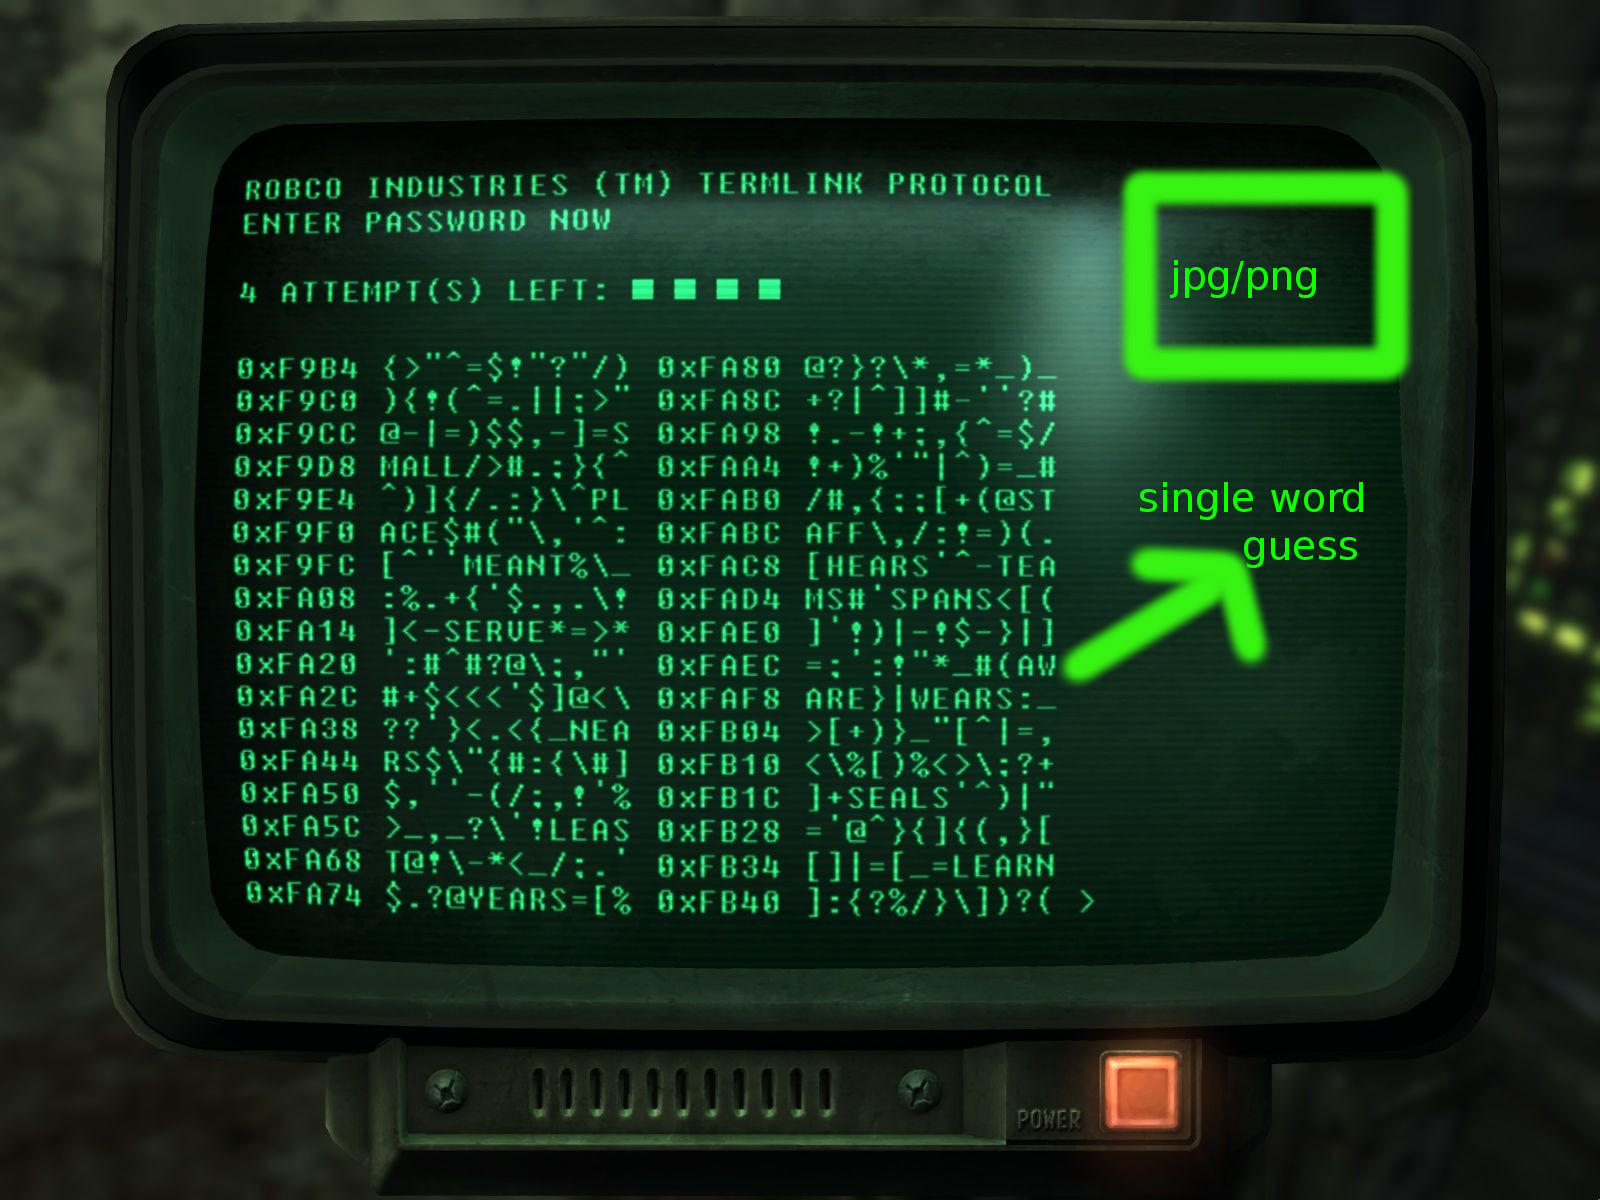 ROBCO INDUSTRIES (TM) TERMLINK PROTOCOL
ENTER PASSWORD NOW
4 ATTEMPT(S) LEFT: ■ ■ ■ ■
jpg/png
0xF9B4 {>"^=$!"?"/) 0xFA80 @?}?\*,=*_)_
0xF9C0 ){!(^=.||;>" 0xFA8C +?|^]]#-''?#
0xF9CC @-|=)$$,-]=S 0xFA98 !.-!+;,{^=$/
0xF9D8 MALL/>#.;}{^ 0xFAA4 !+)%'"|^)=_#
0xF9E4 ^)]{/.:}\^PL 0xFAB0 /#,{;;[+(@ST
0xF9F0 ACE$#("\,'^: 0xFABC AFF\,/:!=)(.
0xF9FC [^''MEANT%\_ 0xFAC8 [HEARS'^-TEA
0xFA08 :%.+{'$.,.\! 0xFAD4 MS#'SPANS<[(
0xFA14 ]<-SERVE*=>* 0xFAE0 ]'!)|-!$-}|]
0xFA20 ':#^#?@\;,"' 0xFAEC =;':!"*_#(AW
0xFA2C #+$<<<'$]@<\ 0xFAF8 ARE}|WEARS:_
0xFA38 ??'}<.<{_NEA 0xFB04 >[+)}_"[^|=,
0xFA44 RS$\"{#:{\#] 0xFB10 <\%[)%<>\;?+
0xFA50 $,''-(/;,!'% 0xFB1C ]+SEALS'^)|"
0xFA5C >_,_?\'!LEAS 0xFB28 ='@^}{]{(,}[
0xFA68 T@!\-*<_/;.' 0xFB34 []|=[_=LEARN
0xFA74 $.?@YEARS=[% 0xFB40 ]:{?%/}\])?( >
single word
guess
POWER